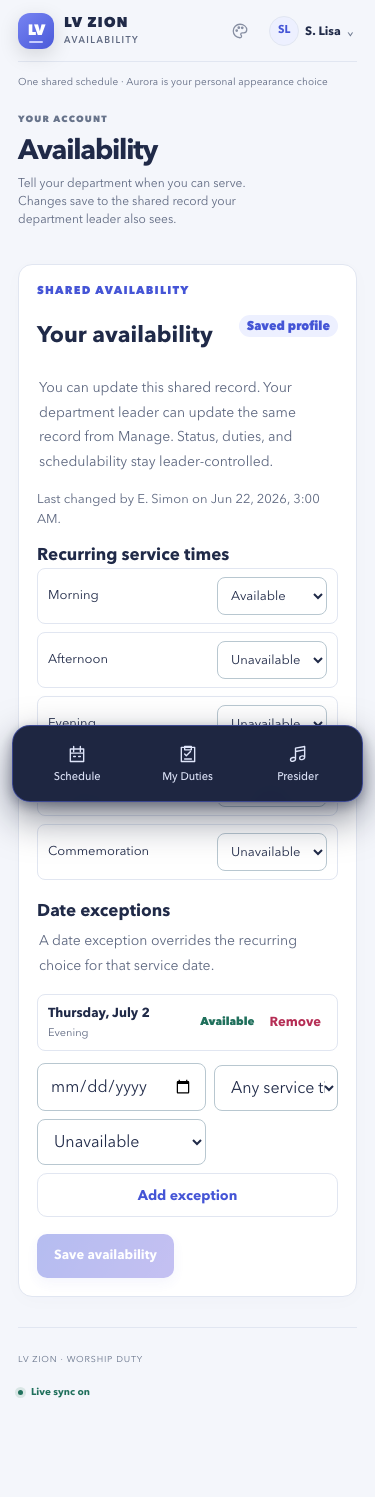 LV
LV ZION
AVAILABILITY
SL
S. Lisa
One shared schedule · Aurora is your personal appearance choice
YOUR ACCOUNT
Availability
Tell your department when you can serve.
Changes save to the shared record your
department leader also sees.
SHARED AVAILABILITY
Your availability
Saved profile
You can update this shared record. Your
department leader can update the same
record from Manage. Status, duties, and
schedulability stay leader-controlled.
Last changed by E. Simon on Jun 22, 2026, 3:00
AM.
Recurring service times
Morning
Available
Afternoon
Unavailable
Evening
Unavailable
Schedule
My Duties
Presider
Commemoration
Unavailable
Date exceptions
A date exception overrides the recurring
choice for that service date.
Thursday, July 2
Evening
Available
Remove
mm/dd/yyyy
Any service
Unavailable
Add exception
Save availability
LV ZION · WORSHIP DUTY
Live sync on